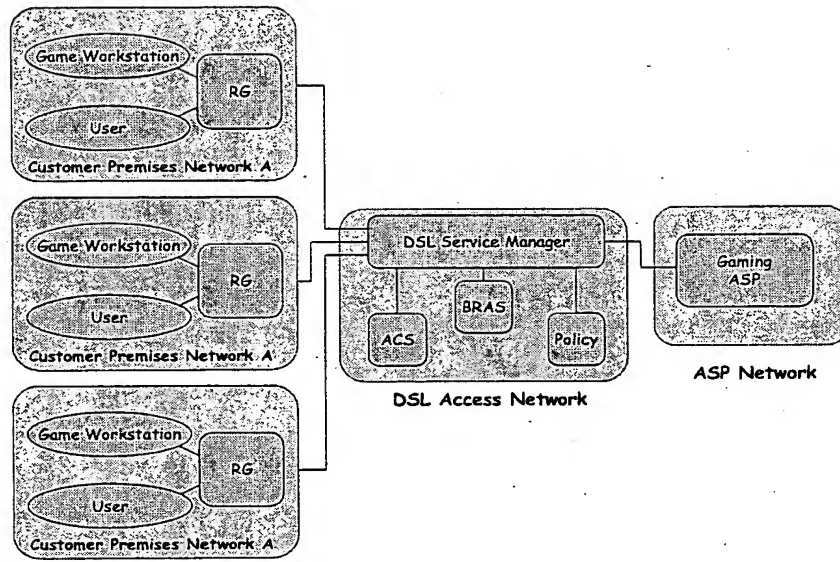 Game Workstation
RG
User
Customer Premises Network A
Game Workstation
RG
User
Customer Premises Network A
Game Workstation
RG
User
Customer Premises Network A
DSL Service Manager
ACS
BRAS
Policy
DSL Access Network
Gaming
ASP
ASP Network